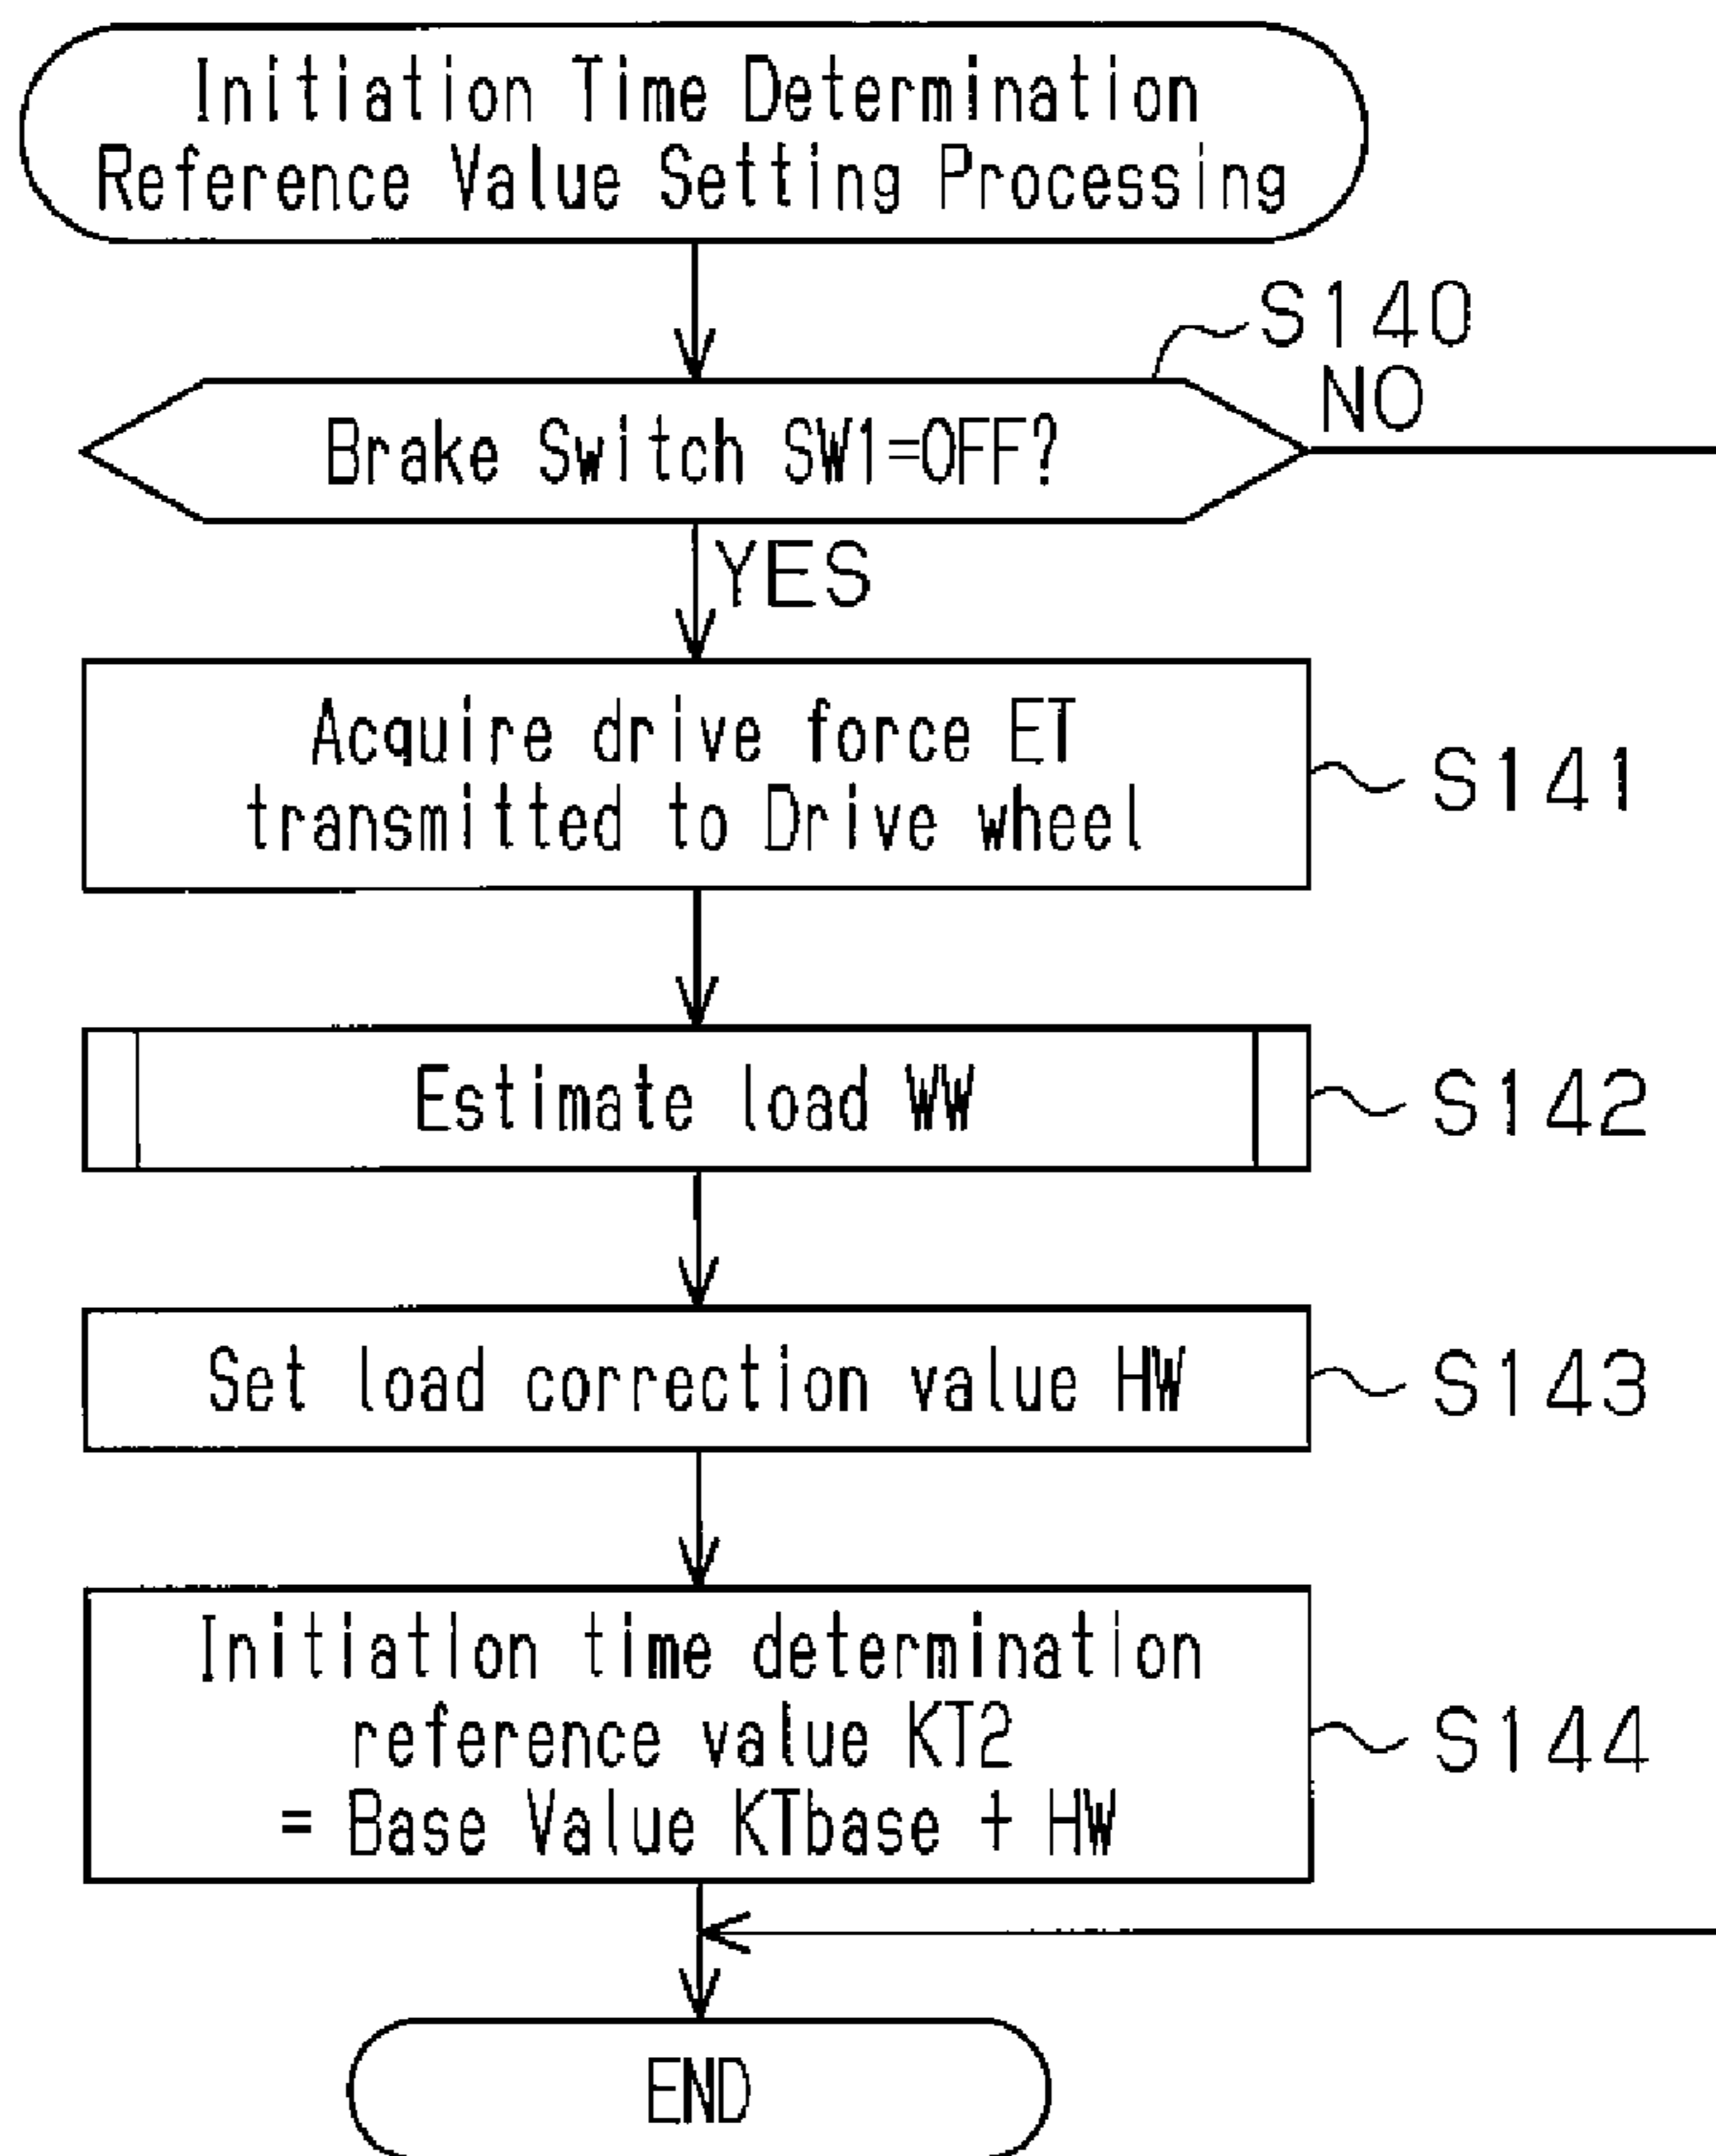 Initiation Time Determination
Reference Value Setting Processing
S140
NO
Brake Switch SW1=OFF?
YES
Acquire drive force ET
transmitted to Drive wheel
S141
Estimate load WW
S142
Set load correction value HW
S143
Initiation time determination
reference value KT2
= Base Value KTbase + HW
S144
END